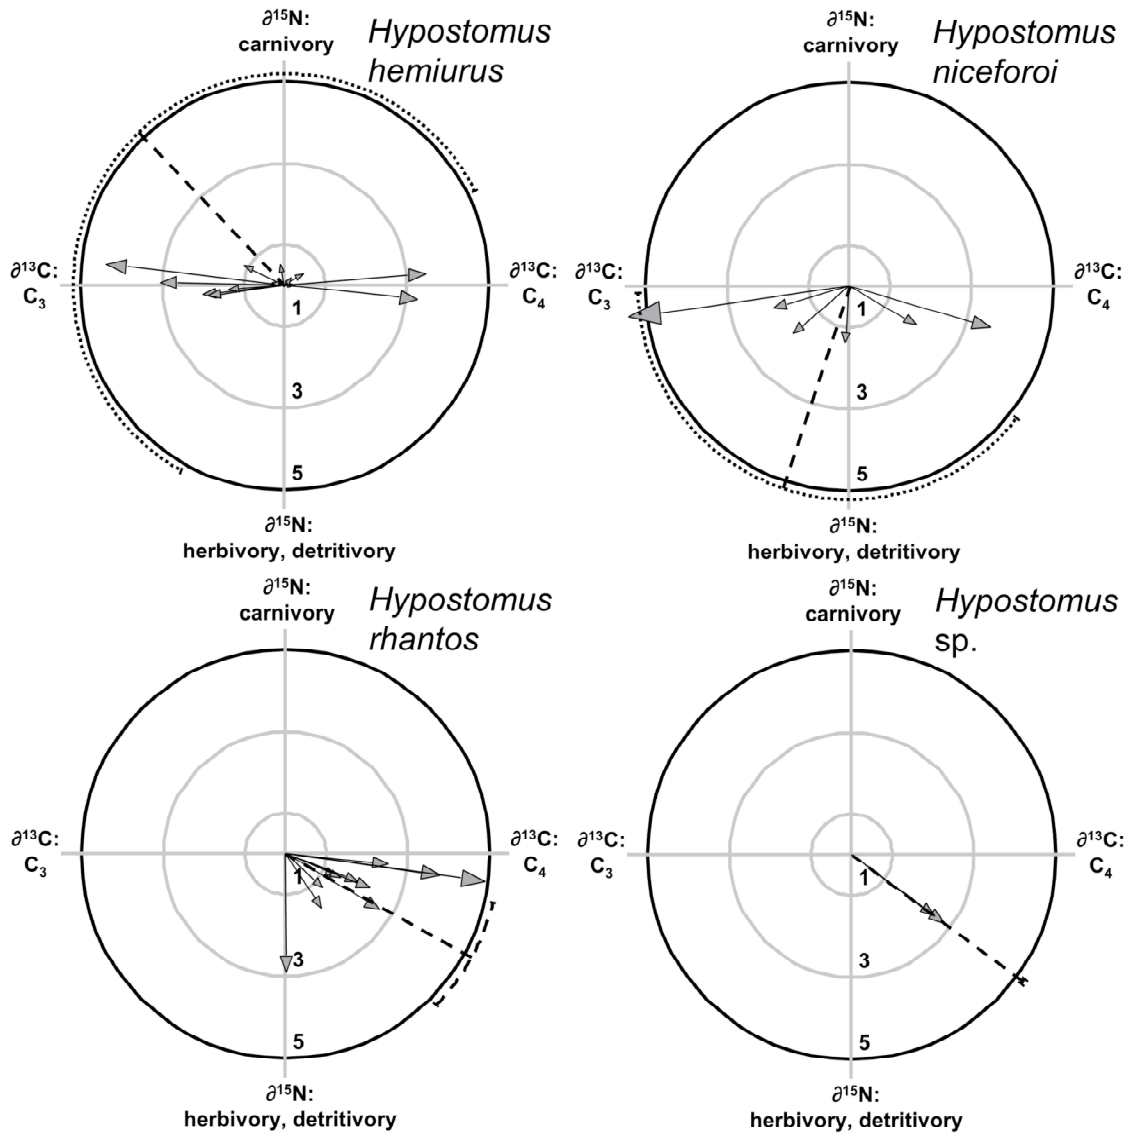 ∂¹⁵N:
carnivory
Hypostomus
hemiurus
∂¹³C:
C₃
∂¹³C:
C₄
1
3
5
∂¹⁵N:
herbivory, detritivory
∂¹⁵N:
carnivory
Hypostomus
niceforoi
∂¹³C:
C₃
∂¹³C:
C₄
1
3
5
∂¹⁵N:
herbivory, detritivory
∂¹⁵N:
carnivory
Hypostomus
rhantos
∂¹³C:
C₃
∂¹³C:
C₄
1
3
5
∂¹⁵N:
herbivory, detritivory
∂¹⁵N:
carnivory
Hypostomus
sp.
∂¹³C:
C₃
∂¹³C:
C₄
1
3
5
∂¹⁵N:
herbivory, detritivory